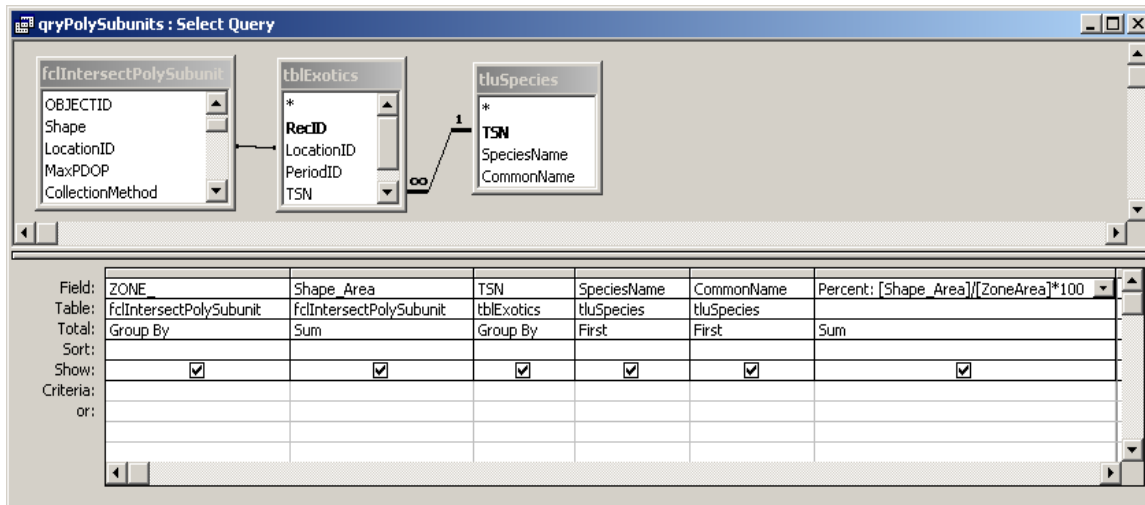 qryPolySubunits : Select Query
fclIntersectPolySubunit
OBJECTID
Shape
LocationID
MaxPDOP
CollectionMethod
tblExotics
*
RecID
LocationID
PeriodID
TSN
1
∞
tluSpecies
*
TSN
SpeciesName
CommonName
Field: ZONE_ Shape_Area TSN SpeciesName CommonName Percent: [Shape_Area]/[ZoneArea]*100
Table: fclIntersectPolySubunit fclIntersectPolySubunit tblExotics tluSpecies tluSpecies
Total: Group By Sum Group By First First Sum
Sort:
Show:
Criteria:
or: